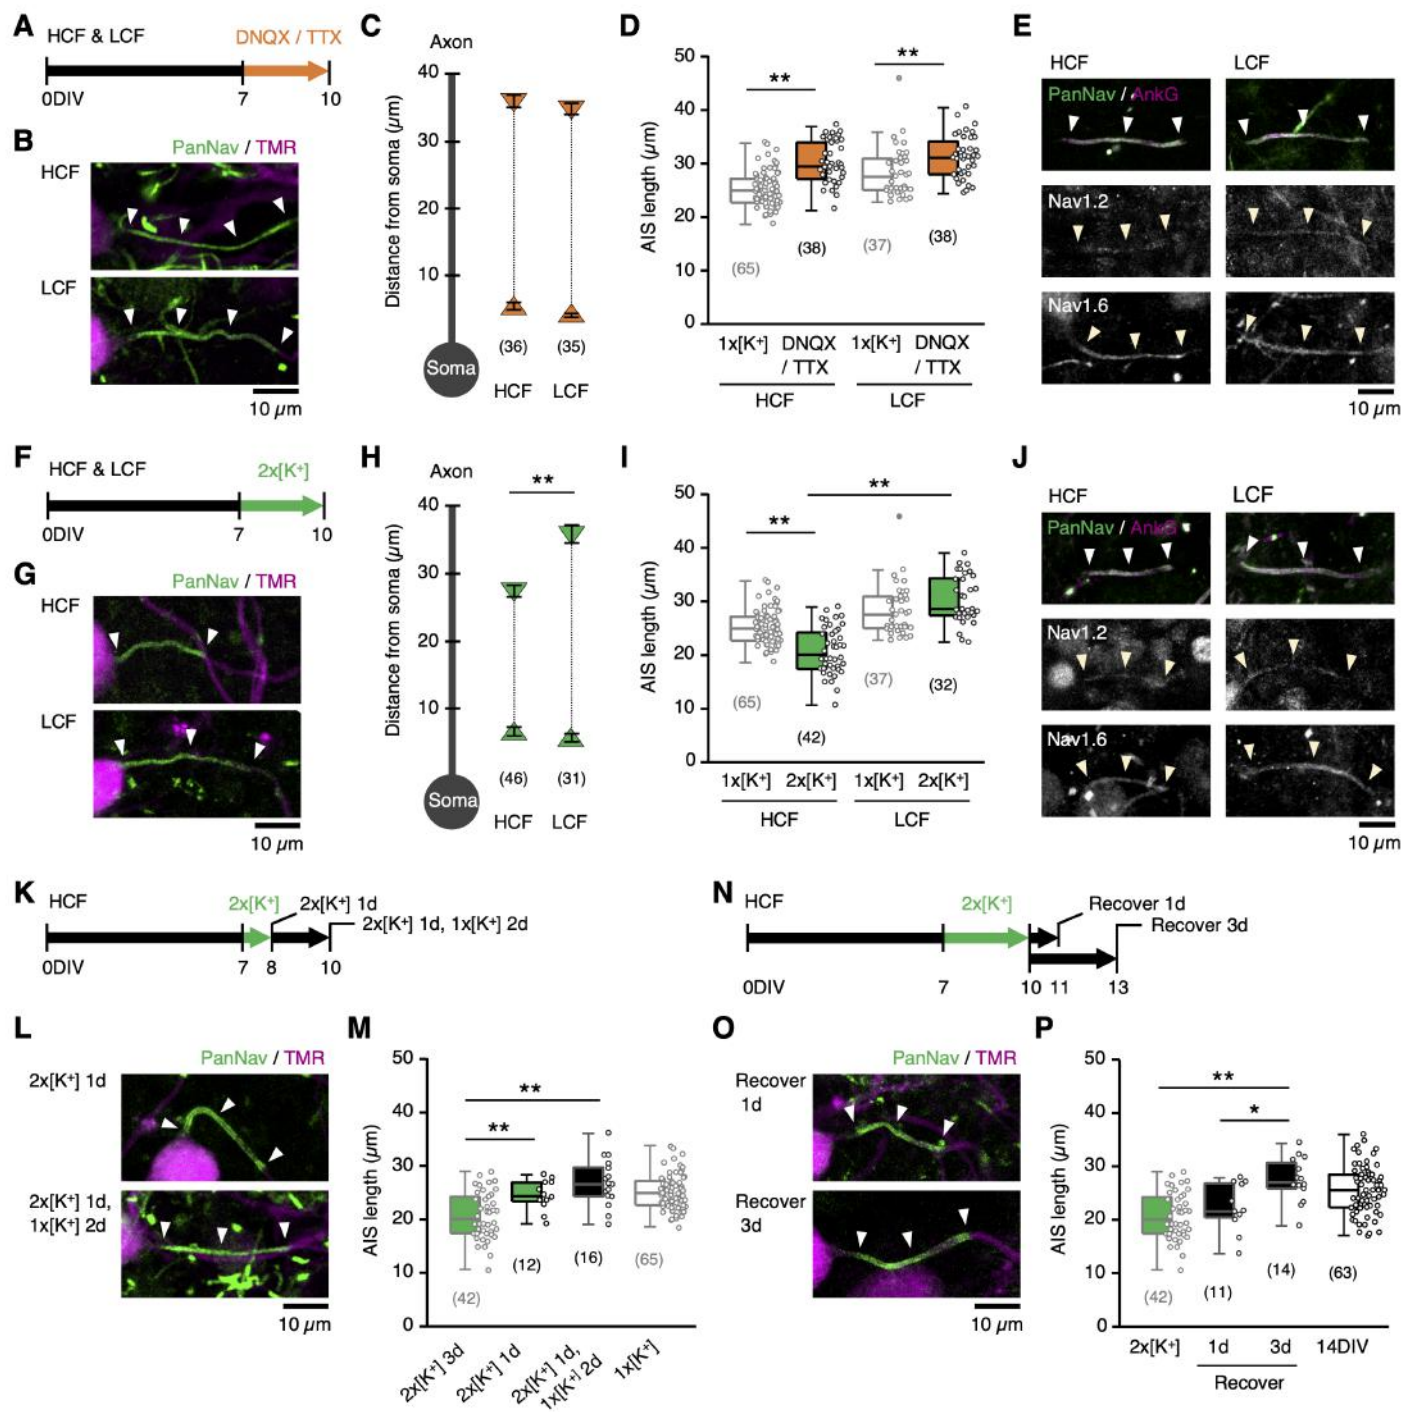 A
HCF & LCF
DNQX / TTX
0DIV
7
10
B
PanNav / TMR
HCF
LCF
10 µm
C
Axon
Distance from soma (µm)
40
30
20
10
Soma
(36)
(35)
HCF
LCF
D
AIS length (µm)
50
40
30
20
10
0
**
**
(65)
(38)
(37)
(38)
1x[K⁺]
DNQX
/ TTX
1x[K⁺]
DNQX
/ TTX
HCF
LCF
E
HCF
LCF
PanNav / AnkG
Nav1.2
Nav1.6
10 µm
F
HCF & LCF
2x[K⁺]
0DIV
7
10
G
PanNav / TMR
HCF
LCF
10 µm
H
Axon
**
Distance from soma (µm)
40
30
20
10
Soma
(46)
(31)
HCF
LCF
I
AIS length (µm)
50
40
30
20
10
0
**
**
(65)
(42)
(37)
(32)
1x[K⁺]
2x[K⁺]
1x[K⁺]
2x[K⁺]
HCF
LCF
J
HCF
LCF
PanNav / AnkG
Nav1.2
Nav1.6
10 µm
K
HCF
2x[K⁺]
2x[K⁺] 1d
2x[K⁺] 1d, 1x[K⁺] 2d
0DIV
7
8
10
L
PanNav / TMR
2x[K⁺] 1d
2x[K⁺] 1d,
1x[K⁺] 2d
10 µm
M
AIS length (µm)
50
40
30
20
10
0
**
**
(42)
(12)
(16)
(65)
2x[K⁺] 3d
2x[K⁺] 1d
2x[K⁺] 1d,
1x[K⁺] 2d
1x[K⁺]
N
HCF
2x[K⁺]
Recover 1d
Recover 3d
0DIV
7
10
11
13
O
PanNav / TMR
Recover
1d
Recover
3d
10 µm
P
AIS length (µm)
50
40
30
20
10
0
**
*
(42)
(11)
(14)
(63)
2x[K⁺]
1d
3d
14DIV
Recover